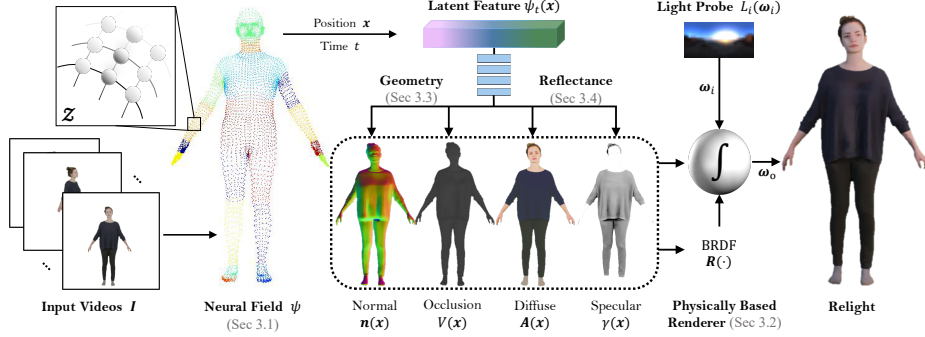 Position x
Time t
Latent Feature ψt(x)
Light Probe Li(ωi)
Geometry
(Sec 3.3)
Reflectance
(Sec 3.4)
𝒵
ωi
∫
ωo
BRDF
R(·)
Input Videos I
Neural Field ψ
(Sec 3.1)
Normal
n(x)
Occlusion
V(x)
Diffuse
A(x)
Specular
γ(x)
Physically Based
Renderer (Sec 3.2)
Relight